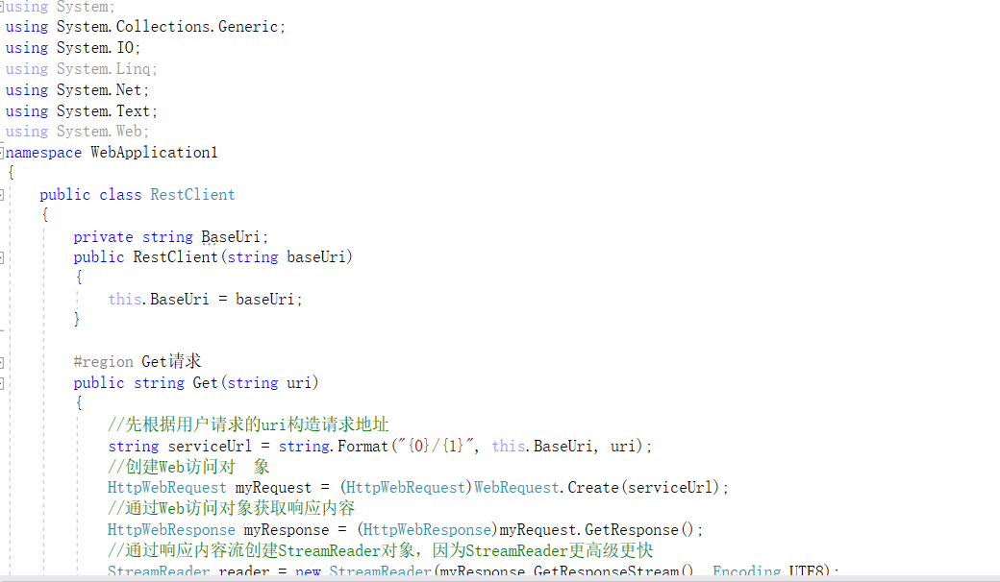 using System;
using System.Collections.Generic;
using System.IO;
using System.Linq;
using System.Net;
using System.Text;
using System.Web;
namespace WebApplication1
{
public class RestClient
{
private string BaseUri;
public RestClient(string baseUri)
{
this.BaseUri = baseUri;
}
#region Get请求
public string Get(string uri)
{
//先根据用户请求的uri构造请求地址
string serviceUrl = string.Format("{0}/{1}", this.BaseUri, uri);
//创建Web访问对　象
HttpWebRequest myRequest = (HttpWebRequest)WebRequest.Create(serviceUrl);
//通过Web访问对象获取响应内容
HttpWebResponse myResponse = (HttpWebResponse)myRequest.GetResponse();
//通过响应内容流创建StreamReader对象，因为StreamReader更高级更快
StreamReader reader = new StreamReader(myResponse.GetResponseStream(), Encoding.UTF8);